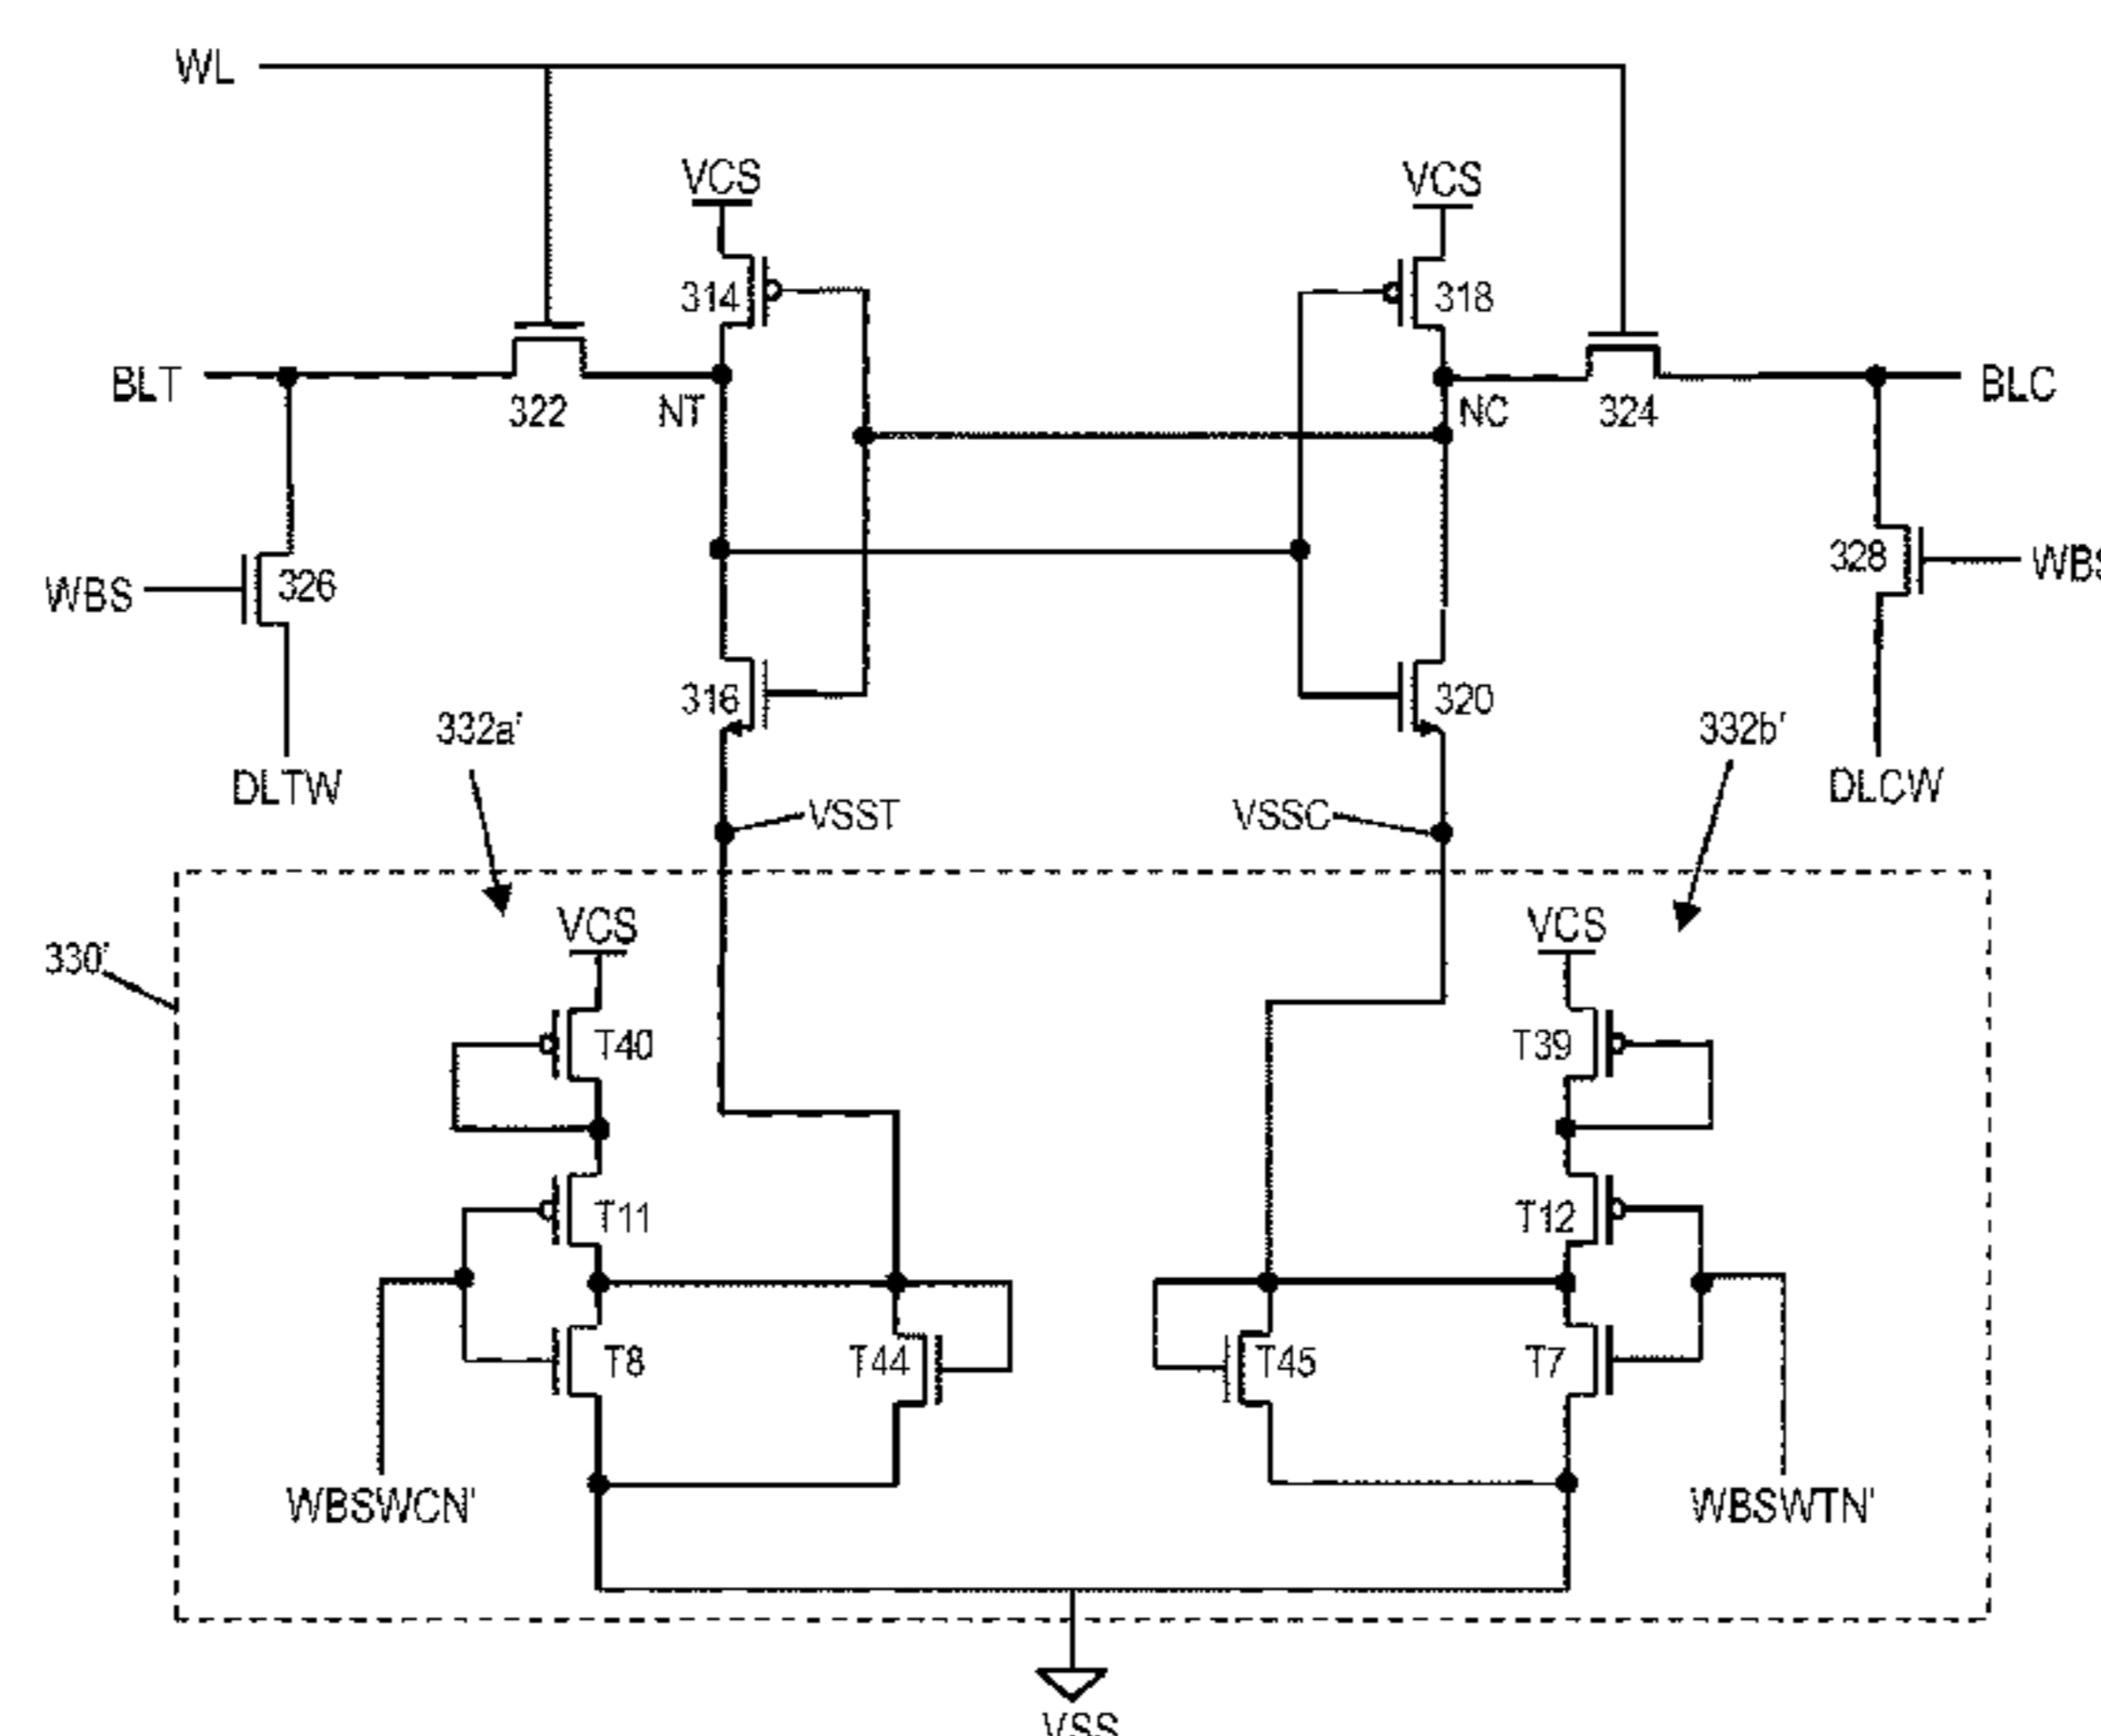 WL
VCS
VCS
314
318
BLT
322
NT
NC
324
BLC
WBS
326
328
WBS
316
320
332a'
332b'
DLTW
DLCW
VSST
VSSC
330'
VCS
VCS
T40
T39
T11
T12
T8
T44
T45
T7
WBSWCN'
WBSWTN'
VSS